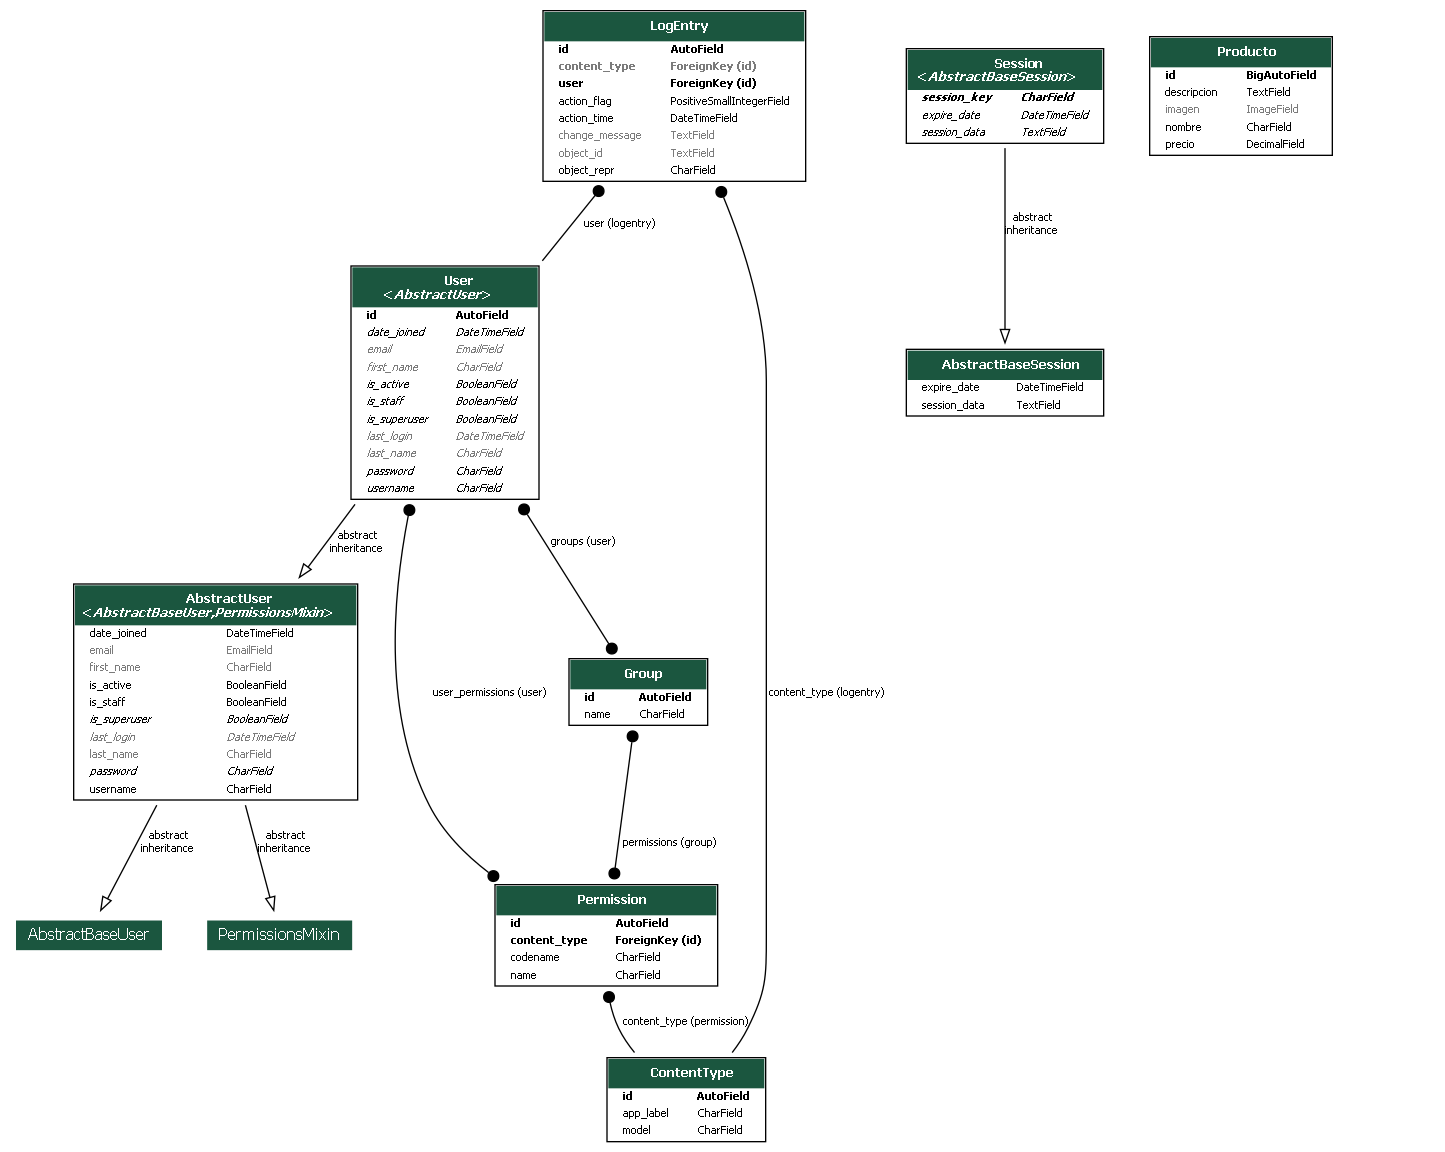 LogEntry
id AutoField
content_type ForeignKey (id)
user ForeignKey (id)
action_flag PositiveSmallIntegerField
action_time DateTimeField
change_message TextField
object_id TextField
object_repr CharField
Session
<AbstractBaseSession>
session_key CharField
expire_date DateTimeField
session_data TextField
Producto
id BigAutoField
descripcion TextField
imagen ImageField
nombre CharField
precio DecimalField
user (logentry)
abstract
inheritance
User
<AbstractUser>
id AutoField
date_joined DateTimeField
email EmailField
first_name CharField
is_active BooleanField
is_staff BooleanField
is_superuser BooleanField
last_login DateTimeField
last_name CharField
password CharField
username CharField
AbstractBaseSession
expire_date DateTimeField
session_data TextField
abstract
inheritance
groups (user)
AbstractUser
<AbstractBaseUser,PermissionsMixin>
date_joined DateTimeField
email EmailField
first_name CharField
is_active BooleanField
is_staff BooleanField
is_superuser BooleanField
last_login DateTimeField
last_name CharField
password CharField
username CharField
user_permissions (user)
Group
id AutoField
name CharField
content_type (logentry)
abstract
inheritance
abstract
inheritance
permissions (group)
AbstractBaseUser
PermissionsMixin
Permission
id AutoField
content_type ForeignKey (id)
codename CharField
name CharField
content_type (permission)
ContentType
id AutoField
app_label CharField
model CharField